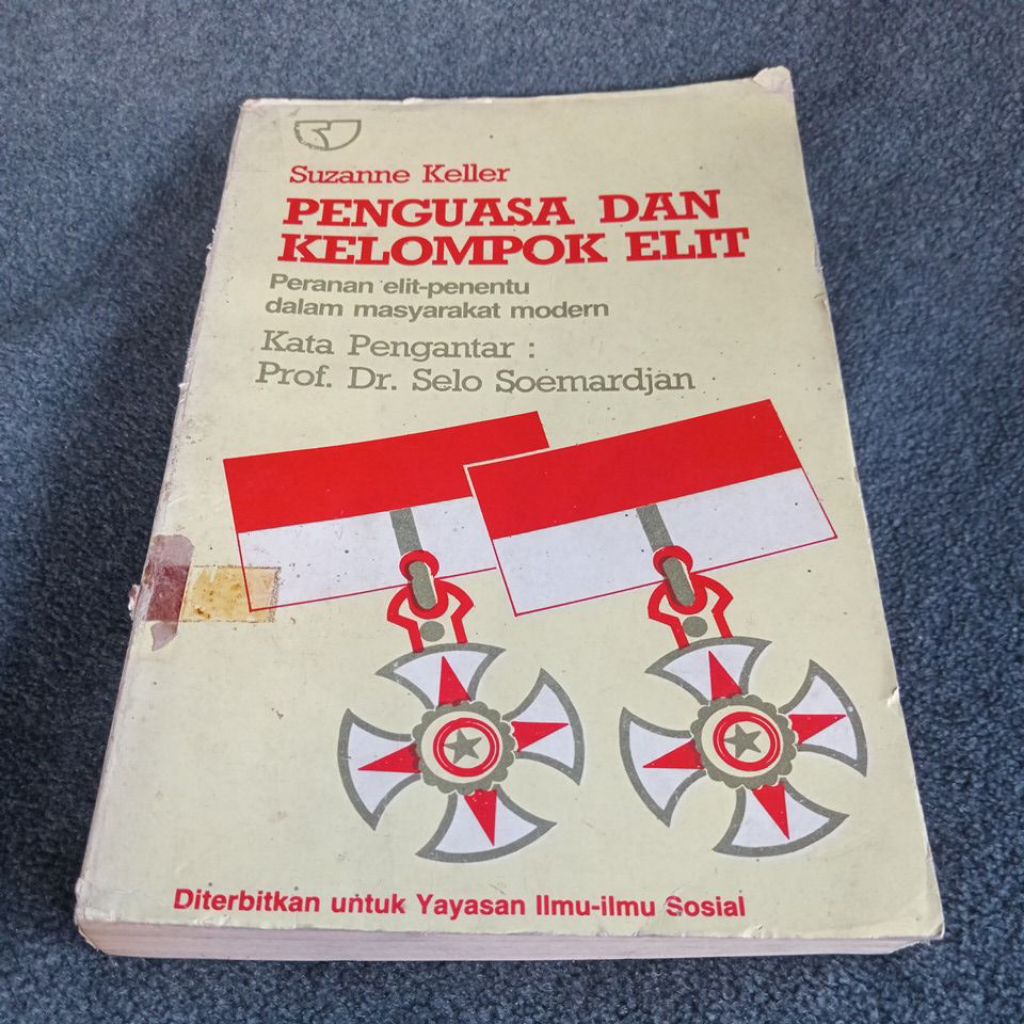 Suzanne Keller
PENGUASA DAN
KELOMPOK ELIT
Peranan elit-penentu
dalam masyarakat modern
Kata Pengantar :
Prof. Dr. Selo Soemardjan
Diterbitkan untuk Yayasan Ilmu-ilmu Sosial